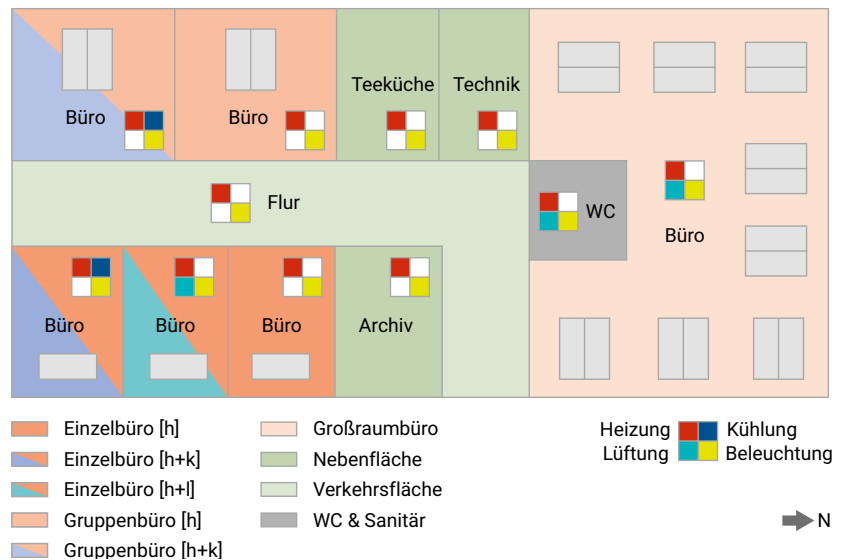 Teeküche
Technik
Büro
Büro
Flur
WC
Büro
Büro
Büro
Büro
Archiv
Einzelbüro [h]
Einzelbüro [h+k]
Einzelbüro [h+l]
Gruppenbüro [h]
Gruppenbüro [h+k]
Großraumbüro
Nebenfläche
Verkehrsfläche
WC & Sanitär
Heizung Kühlung
Lüftung Beleuchtung
N